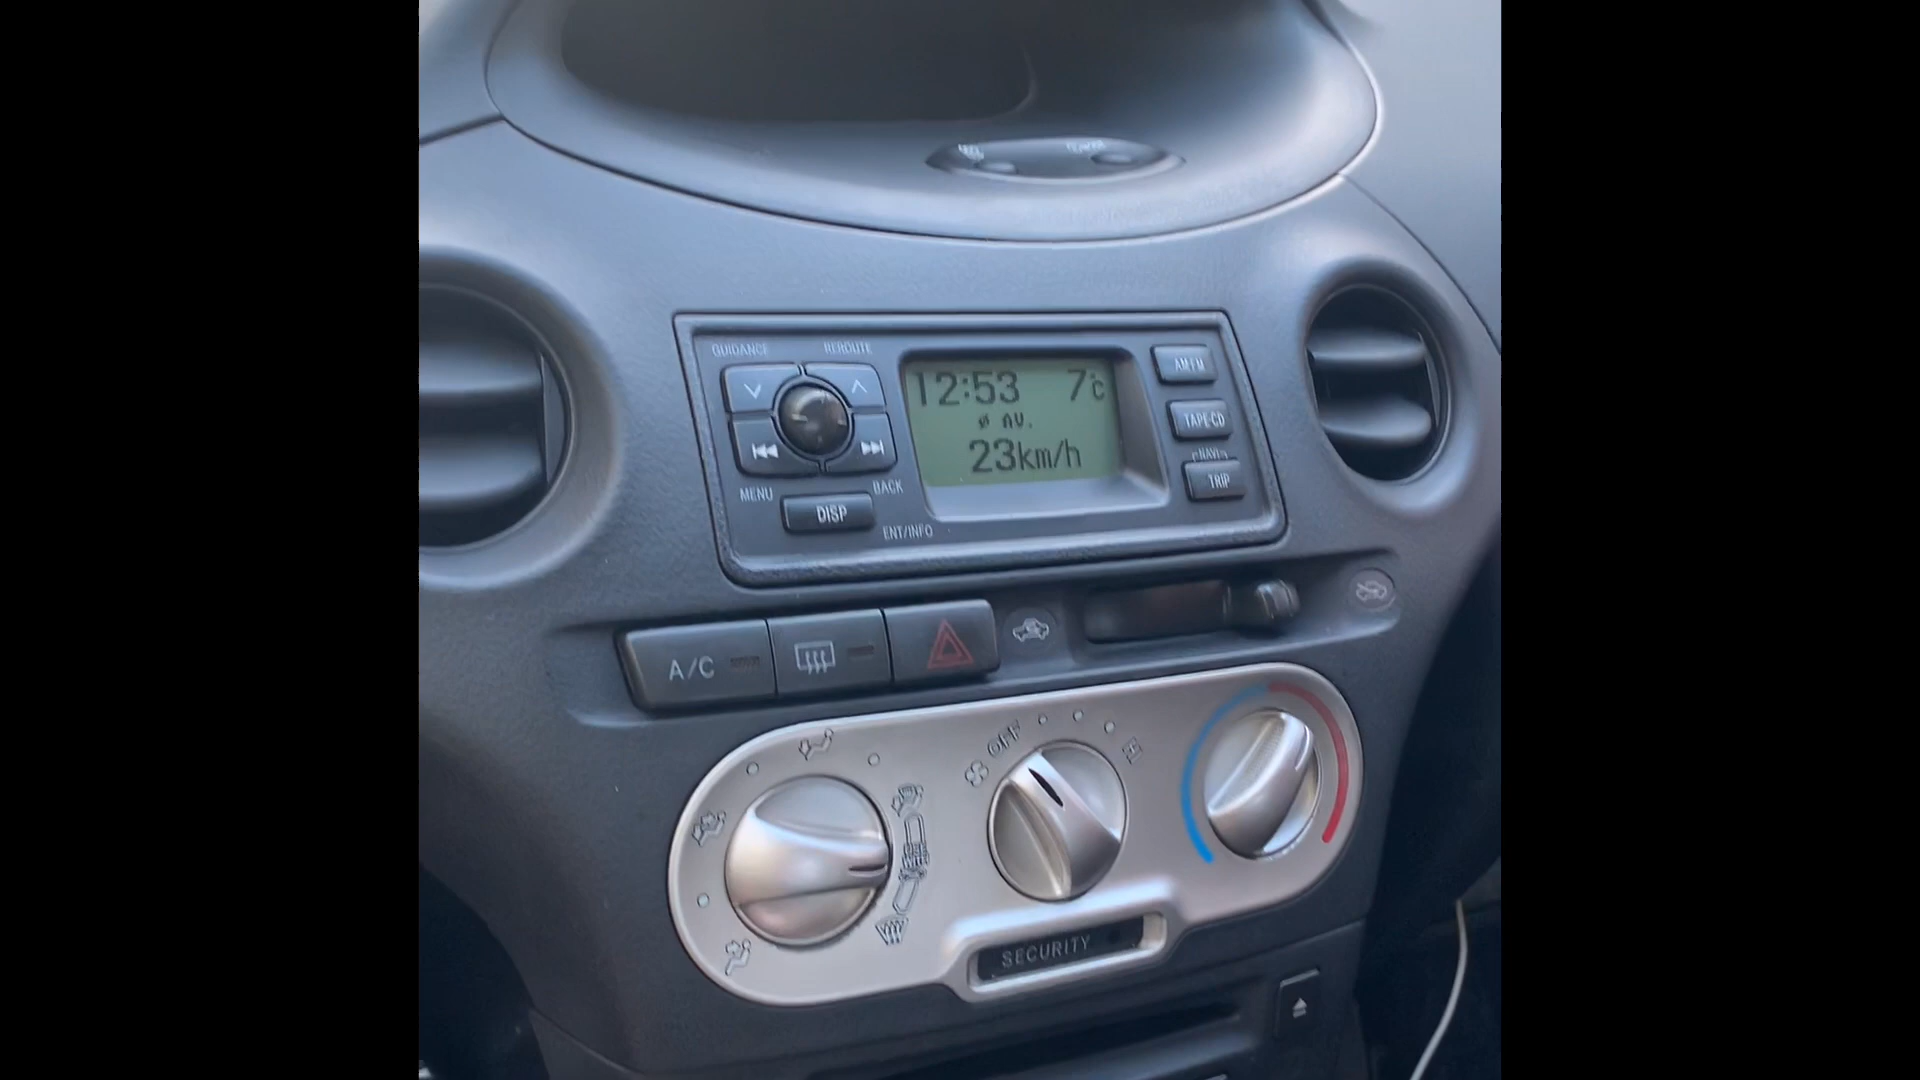 GUIDANCE REROUTE
MENU BACK
DISP
ENT/INFO
12:53 7°C
ø AV.
23km/h
AM·FM
TAPE·CD
NAVI
TRIP
A/C
OFF
SECURITY